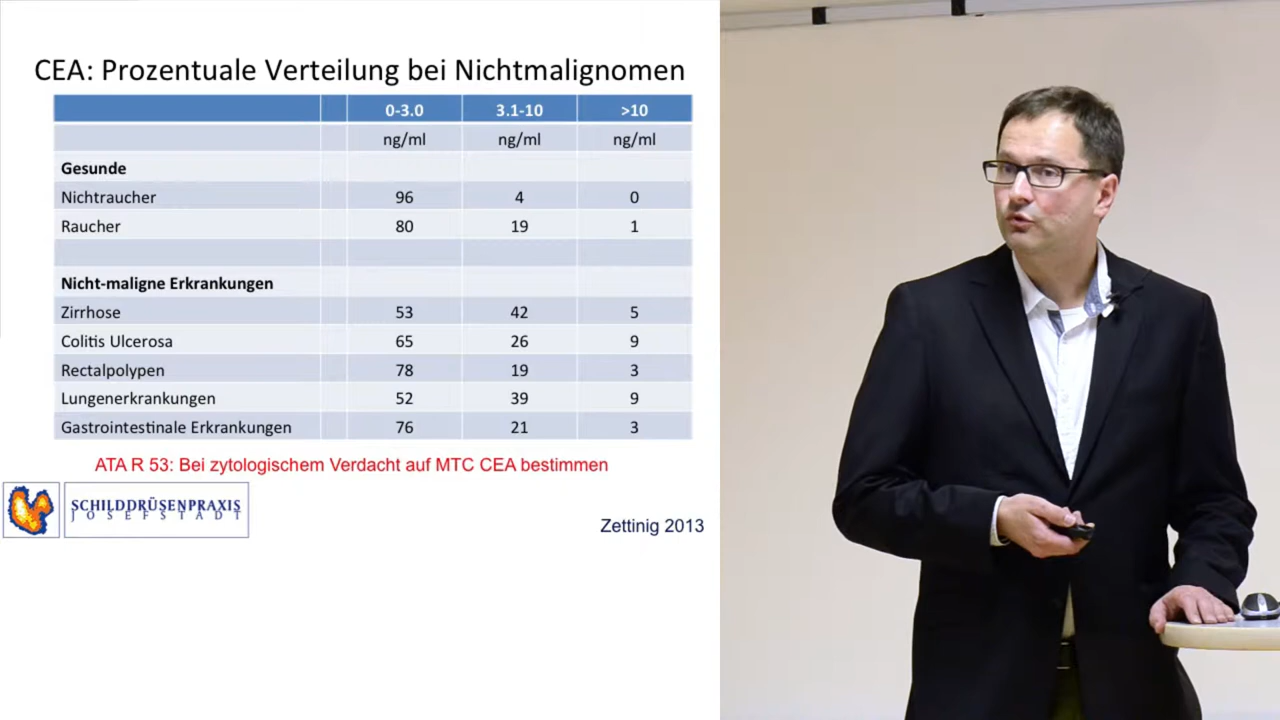 CEA: Prozentuale Verteilung bei Nichtmalignomen
0-3.0 3.1-10 >10
ng/ml ng/ml ng/ml
Gesunde
Nichtraucher 96 4 0
Raucher 80 19 1
Nicht-maligne Erkrankungen
Zirrhose 53 42 5
Colitis Ulcerosa 65 26 9
Rectalpolypen 78 19 3
Lungenerkrankungen 52 39 9
Gastrointestinale Erkrankungen 76 21 3
ATA R 53: Bei zytologischem Verdacht auf MTC CEA bestimmen
SCHILDDRÜSENPRAXIS
JOSEFSTADT
Zettinig 2013